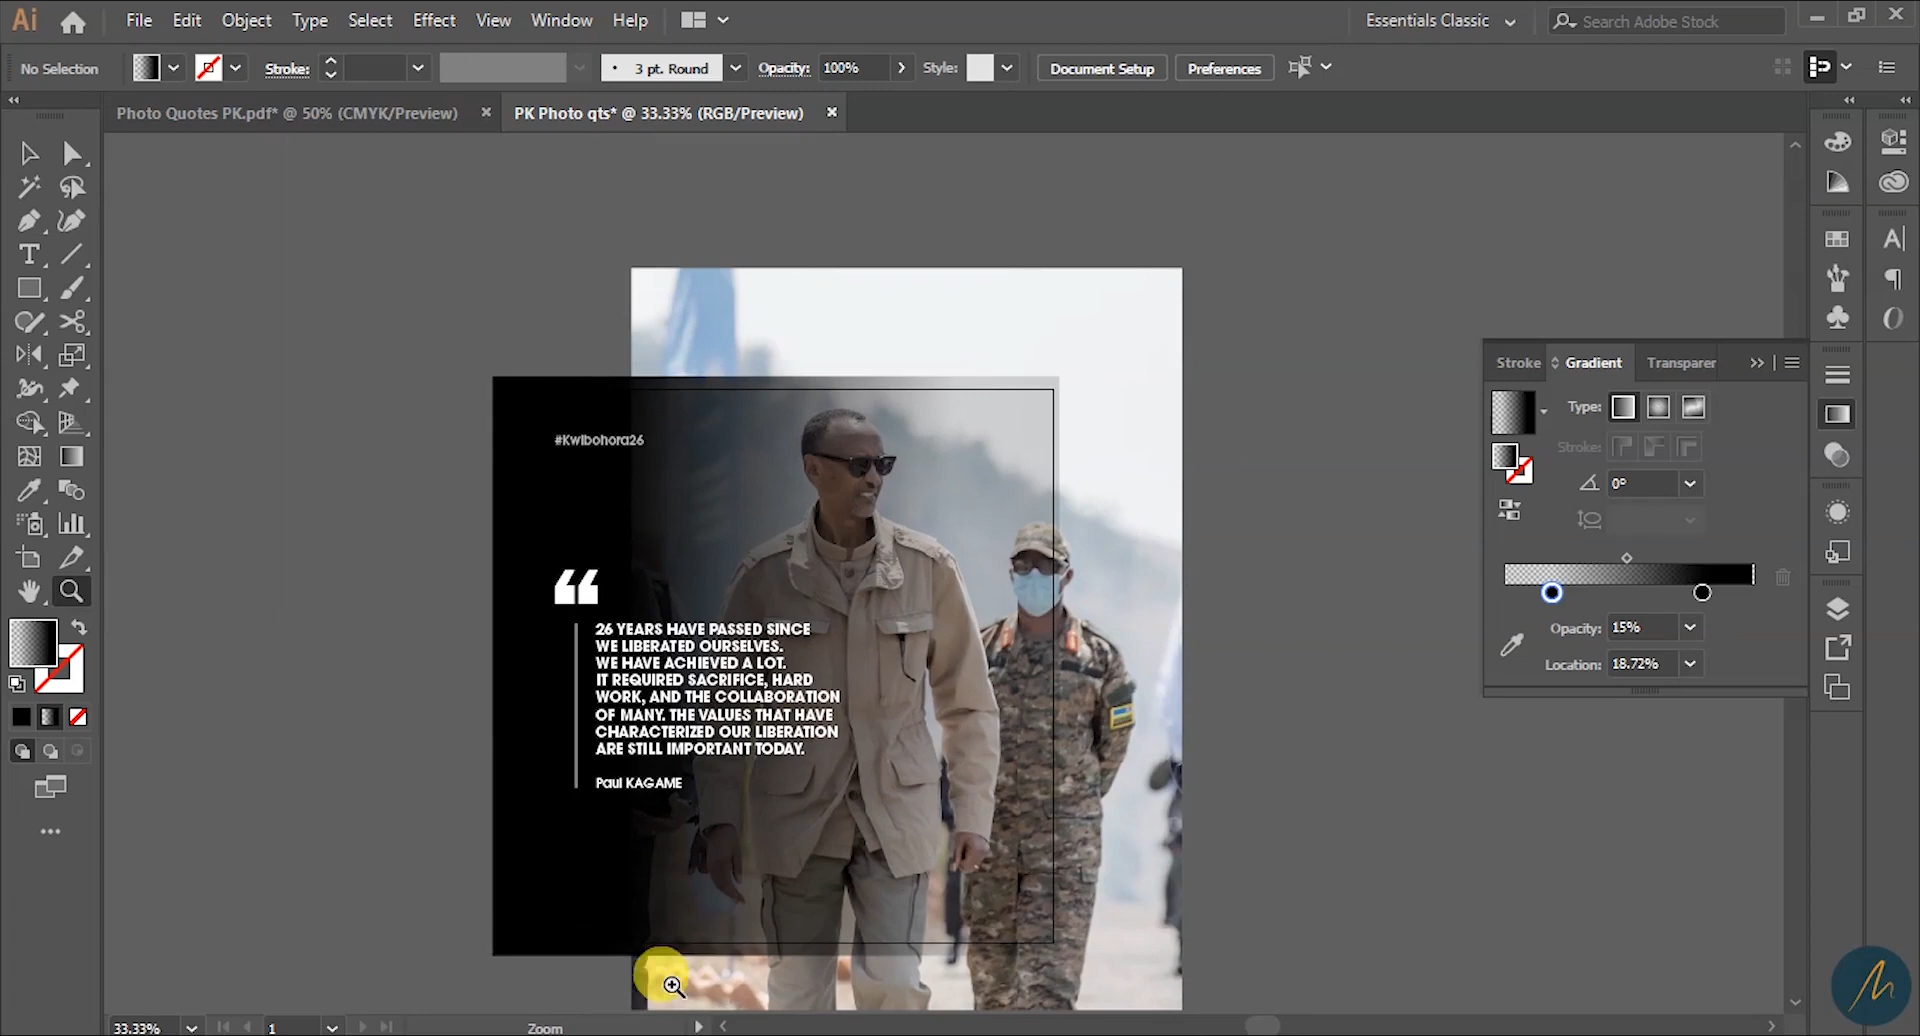 Ai File Edit Object Type Select Effect View Window Help Essentials Classic Search Adobe Stock
No Selection Stroke: 3 pt. Round Opacity: 100% Style: Document Setup Preferences
Photo Quotes PK.pdf* @ 50% (CMYK/Preview) PK Photo qts* @ 33.33% (RGB/Preview)
#Kwibohora26
“
26 YEARS HAVE PASSED SINCE
WE LIBERATED OURSELVES.
WE HAVE ACHIEVED A LOT.
IT REQUIRED SACRIFICE, HARD
WORK, AND THE COLLABORATION
OF MANY. THE VALUES THAT HAVE
CHARACTERIZED OUR LIBERATION
ARE STILL IMPORTANT TODAY.
Paul KAGAME
Stroke Gradient Transparer
Type:
Stroke:
0°
Opacity: 15%
Location: 18.72%
33.33% 1 Zoom